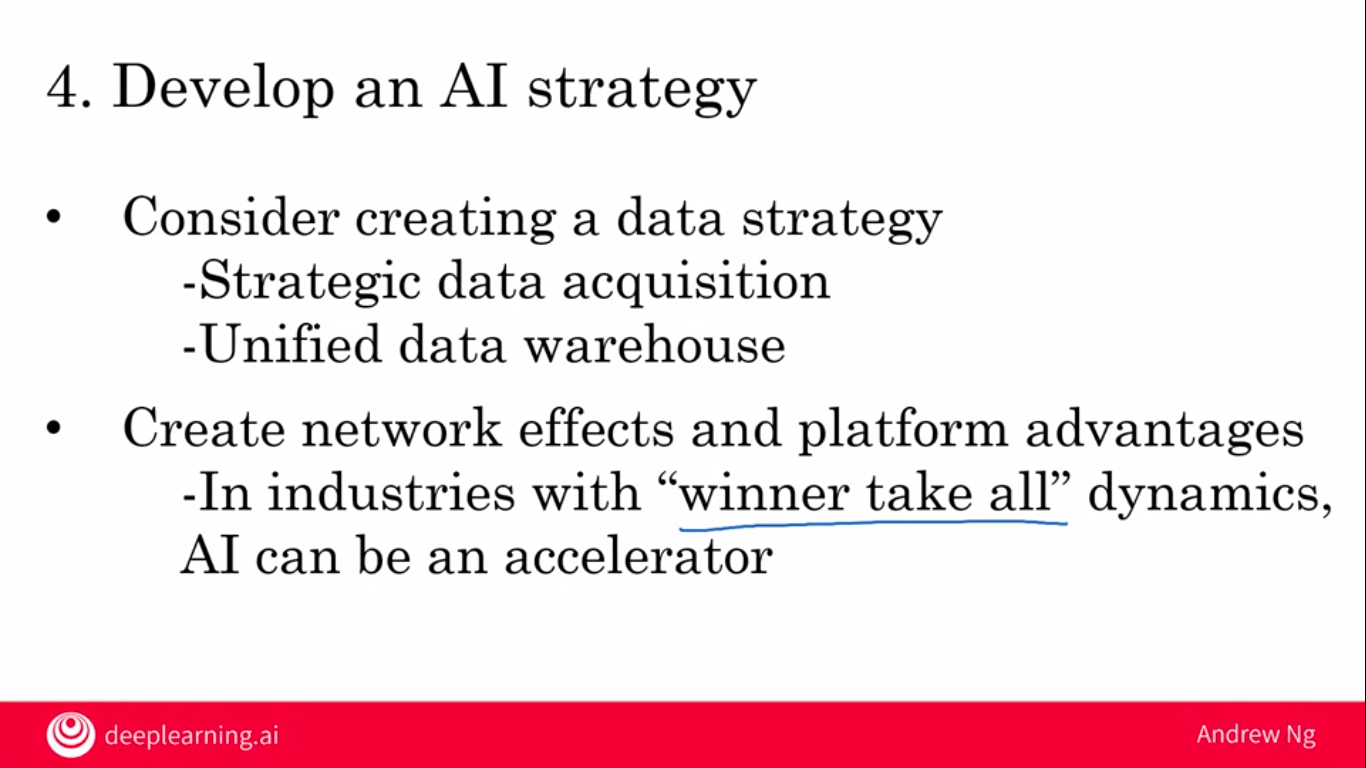 4. Develop an AI strategy
• Consider creating a data strategy
-Strategic data acquisition
-Unified data warehouse
• Create network effects and platform advantages
-In industries with “winner take all” dynamics,
AI can be an accelerator
deeplearning.ai
Andrew Ng